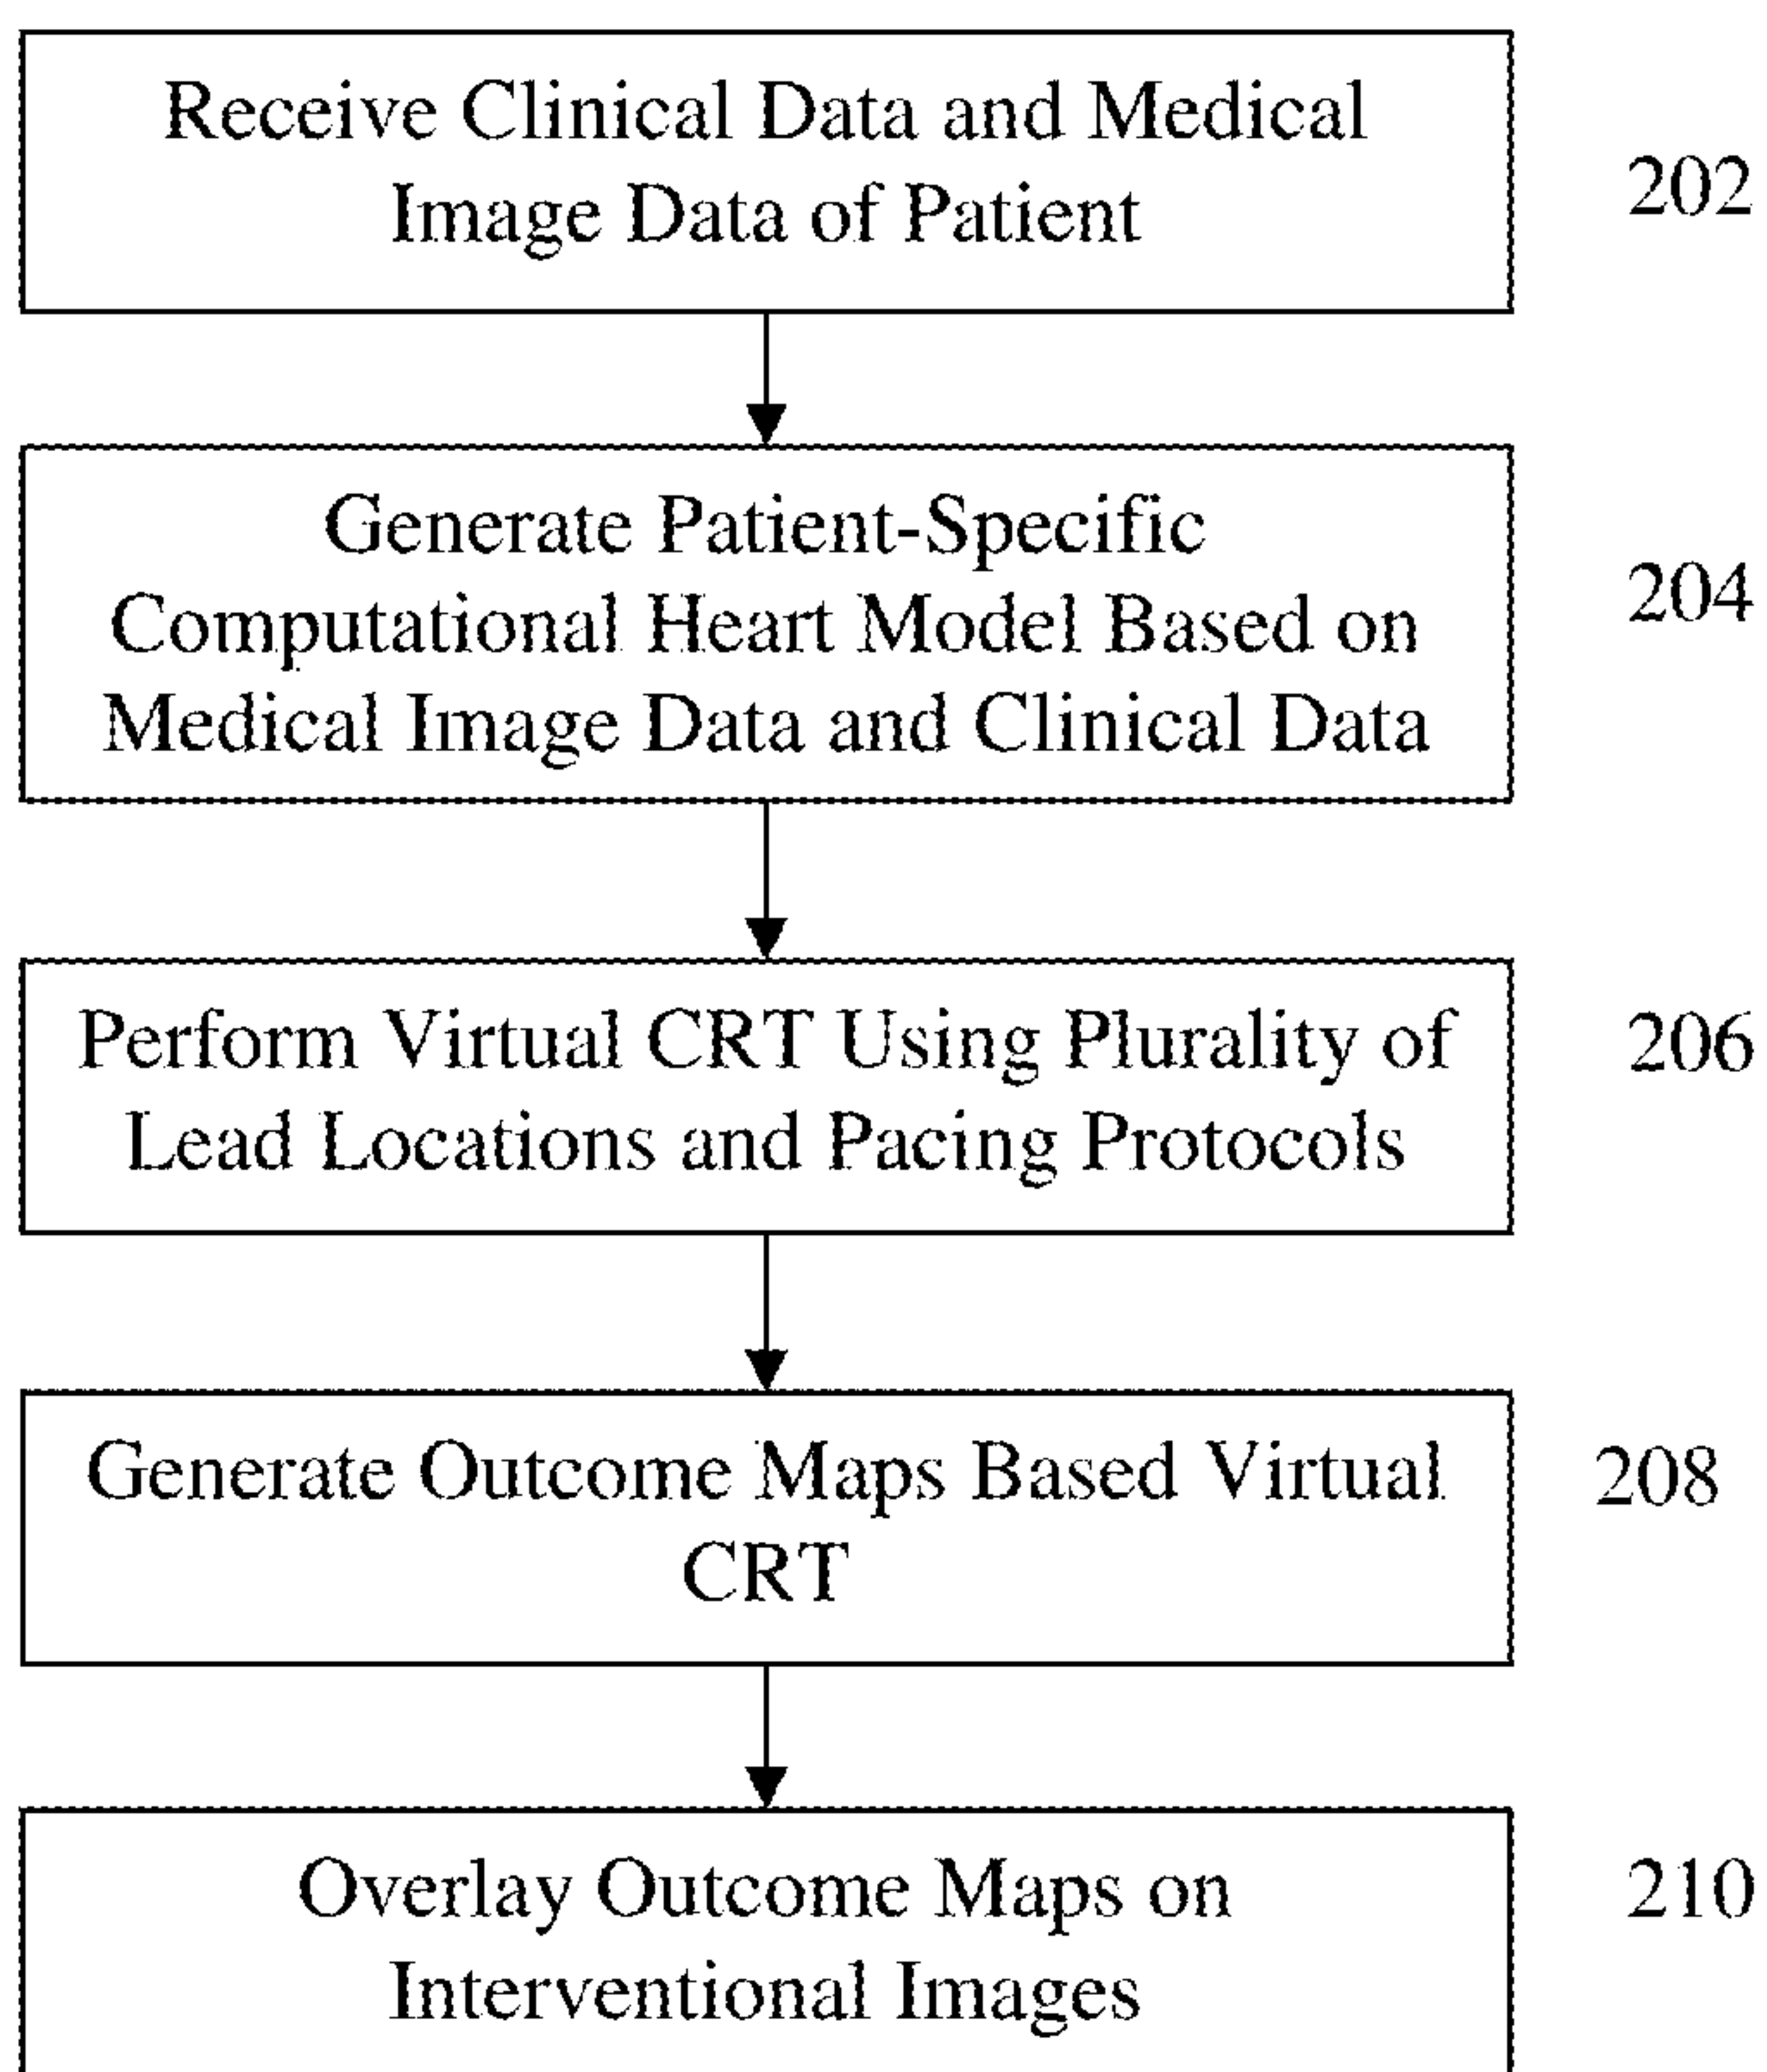 Receive Clinical Data and Medical
Image Data of Patient
202
Generate Patient-Specific
Computational Heart Model Based on
Medical Image Data and Clinical Data
204
Perform Virtual CRT Using Plurality of
Lead Locations and Pacing Protocols
206
Generate Outcome Maps Based Virtual
CRT
208
Overlay Outcome Maps on
Interventional Images
210